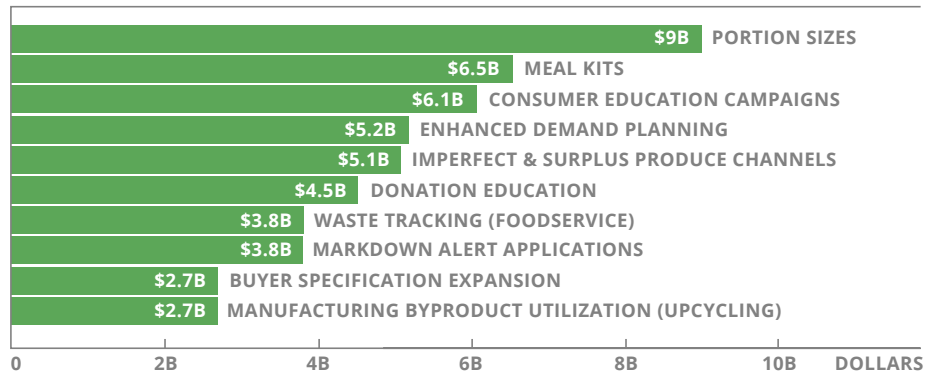 $9B PORTION SIZES
$6.5B MEAL KITS
$6.1B CONSUMER EDUCATION CAMPAIGNS
$5.2B ENHANCED DEMAND PLANNING
$5.1B IMPERFECT & SURPLUS PRODUCE CHANNELS
$4.5B DONATION EDUCATION
$3.8B WASTE TRACKING (FOODSERVICE)
$3.8B MARKDOWN ALERT APPLICATIONS
$2.7B BUYER SPECIFICATION EXPANSION
$2.7B MANUFACTURING BYPRODUCT UTILIZATION (UPCYCLING)
0 2B 4B 6B 8B 10B DOLLARS